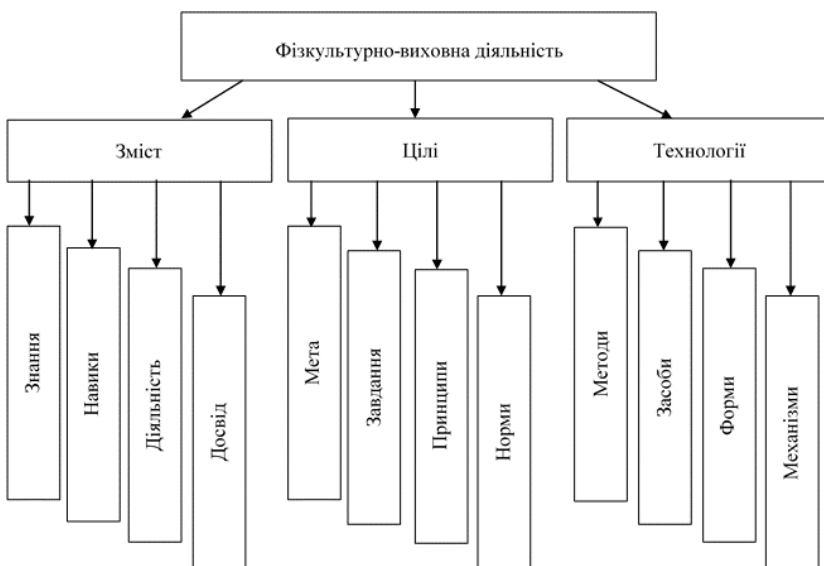 Фізкультурно-виховна діяльність
Зміст
Цілі
Технології
Знання
Навики
Діяльність
Досвід
Мета
Завдання
Принципи
Норми
Методи
Засоби
Форми
Механізми